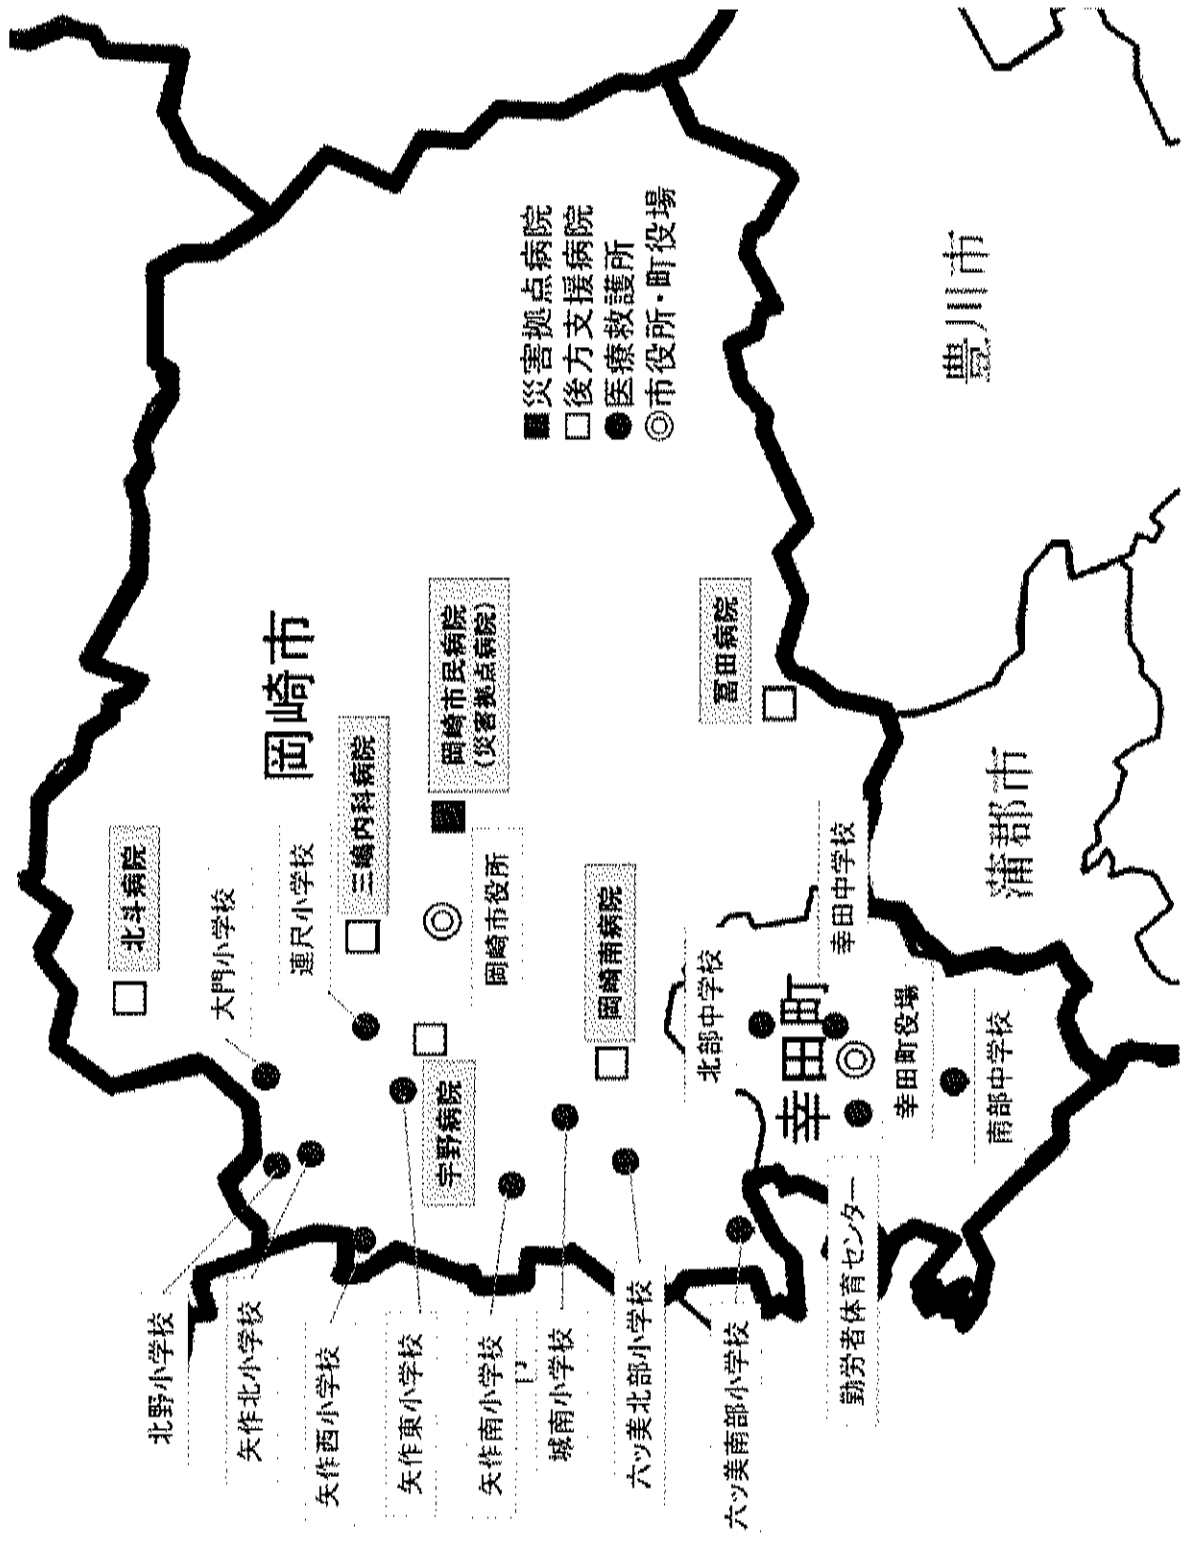 岡崎市
■災害拠点病院
□後方支援病院
●医療救護所
◎市役所・町役場
北斗病院
大門小学校
連尺小学校
三嶋内科病院
岡崎市民病院
(災害拠点病院)
岡崎市役所
宇野病院
岡崎南病院
冨田病院
北野小学校
矢作北小学校
矢作西小学校
矢作東小学校
矢作南小学校
城南小学校
六ツ美北部小学校
六ツ美南部小学校
北部中学校
幸田町
幸田中学校
幸田町役場
勤労者体育センター
南部中学校
蒲郡市
豊川市